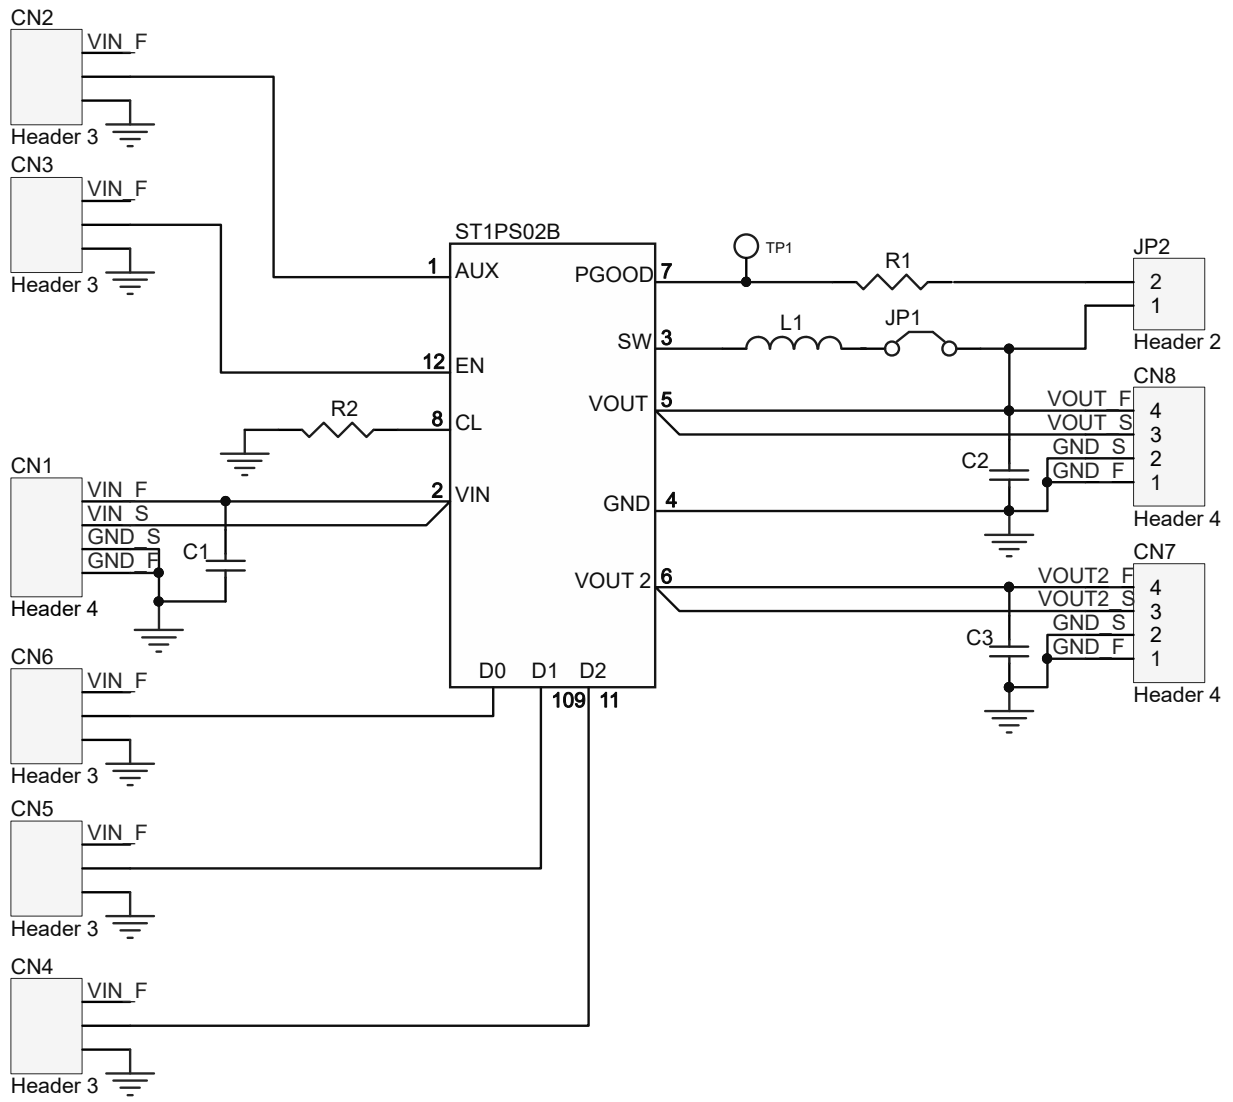 CN2
VIN_F
Header 3
CN3
VIN_F
Header 3
ST1PS02B
1 AUX
12 EN
8 CL
2 VIN
PGOOD 7
SW 3
VOUT 5
GND 4
VOUT 2 6
D0 D1 D2
109 11
TP1
R1
L1
JP1
R2
C1
C2
C3
JP2
2
1
Header 2
CN8
VOUT_F 4
VOUT_S 3
GND_S 2
GND_F 1
Header 4
CN7
VOUT2_F 4
VOUT2_S 3
GND_S 2
GND_F 1
Header 4
CN1
VIN_F
VIN_S
GND_S
GND_F
Header 4
CN6
VIN_F
Header 3
CN5
VIN_F
Header 3
CN4
VIN_F
Header 3